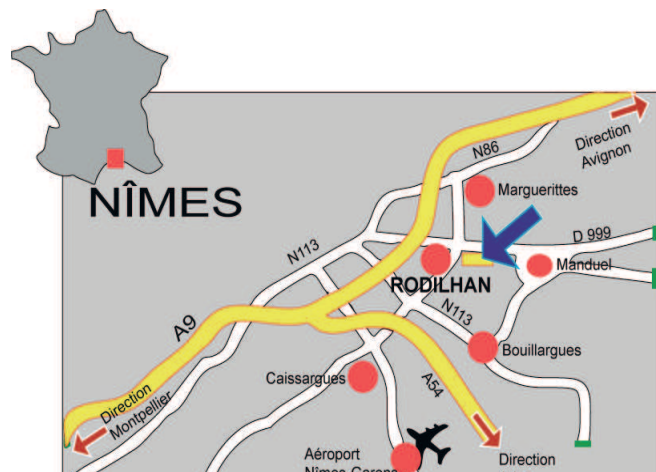 NÎMES
N86
Direction
Avignon
Marguerittes
N113
D 999
RODILHAN
Manduel
N113
A9
Bouillargues
Caissargues
A54
Direction
Montpellier
Aéroport
Direction